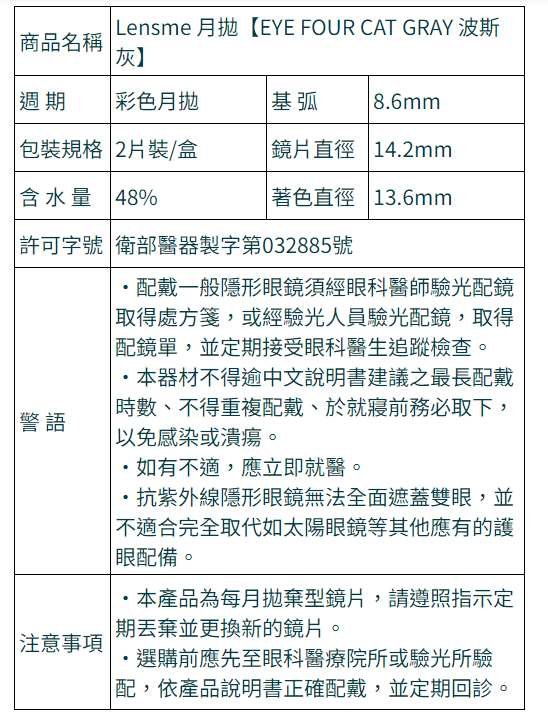 商品名稱 Lensme 月拋【EYE FOUR CAT GRAY 波斯
灰】
週 期 彩色月拋 基 弧 8.6mm
包裝規格 2片裝/盒 鏡片直徑 14.2mm
含 水 量 48% 著色直徑 13.6mm
許可字號 衛部醫器製字第032885號
警 語
・配戴一般隱形眼鏡須經眼科醫師驗光配鏡
取得處方箋，或經驗光人員驗光配鏡，取得
配鏡單，並定期接受眼科醫生追蹤檢查。
・本器材不得逾中文說明書建議之最長配戴
時數、不得重複配戴、於就寢前務必取下，
以免感染或潰瘍。
・如有不適，應立即就醫。
・抗紫外線隱形眼鏡無法全面遮蓋雙眼，並
不適合完全取代如太陽眼鏡等其他應有的護
眼配備。
注意事項
・本產品為每月拋棄型鏡片，請遵照指示定
期丟棄並更換新的鏡片。
・選購前應先至眼科醫療院所或驗光所驗
配，依產品說明書正確配戴，並定期回診。